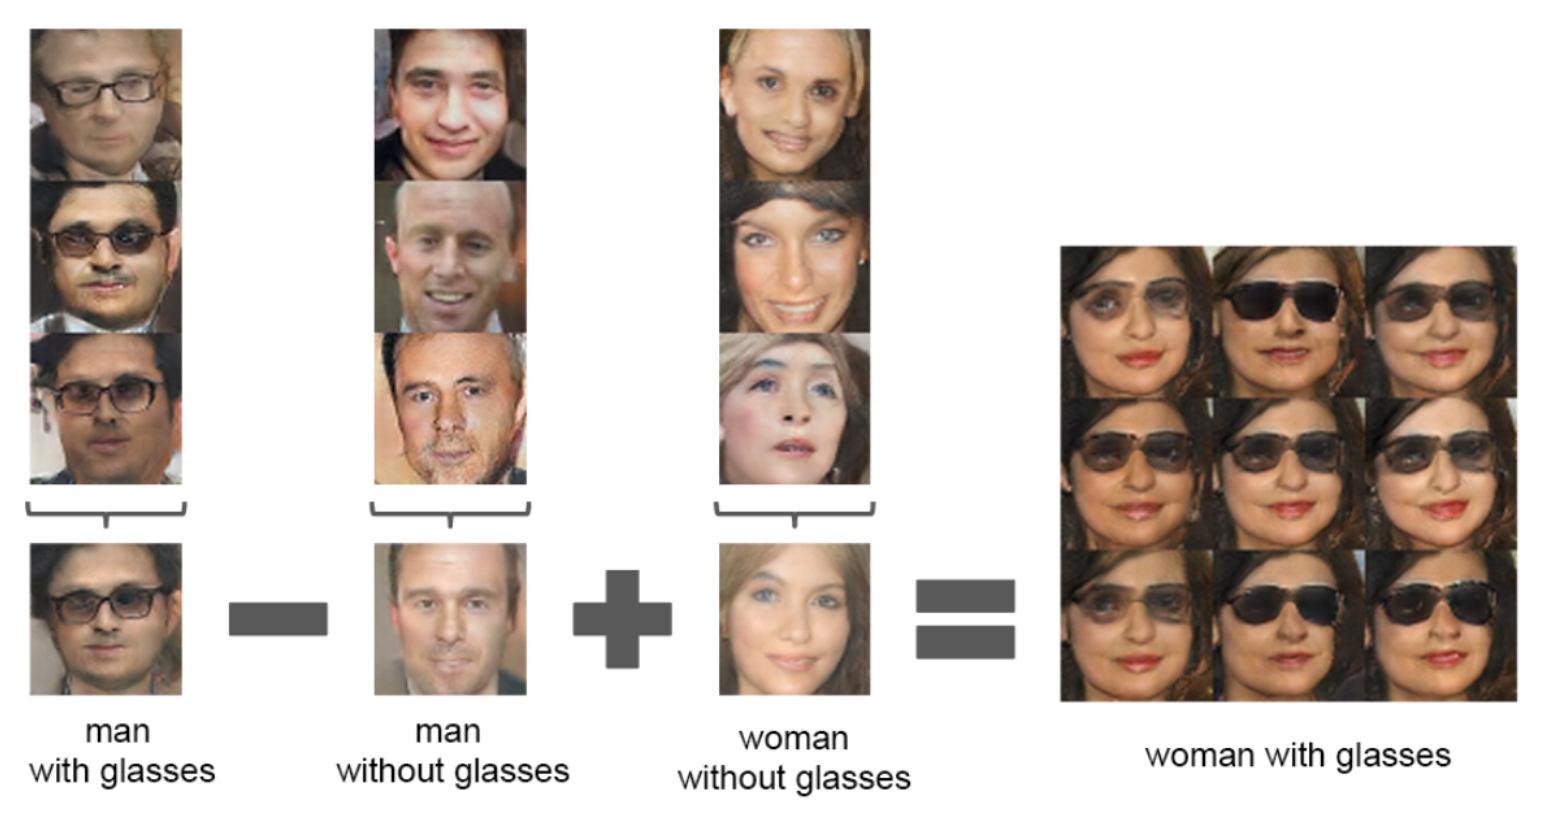 man
with glasses
man
without glasses
woman
without glasses
woman with glasses